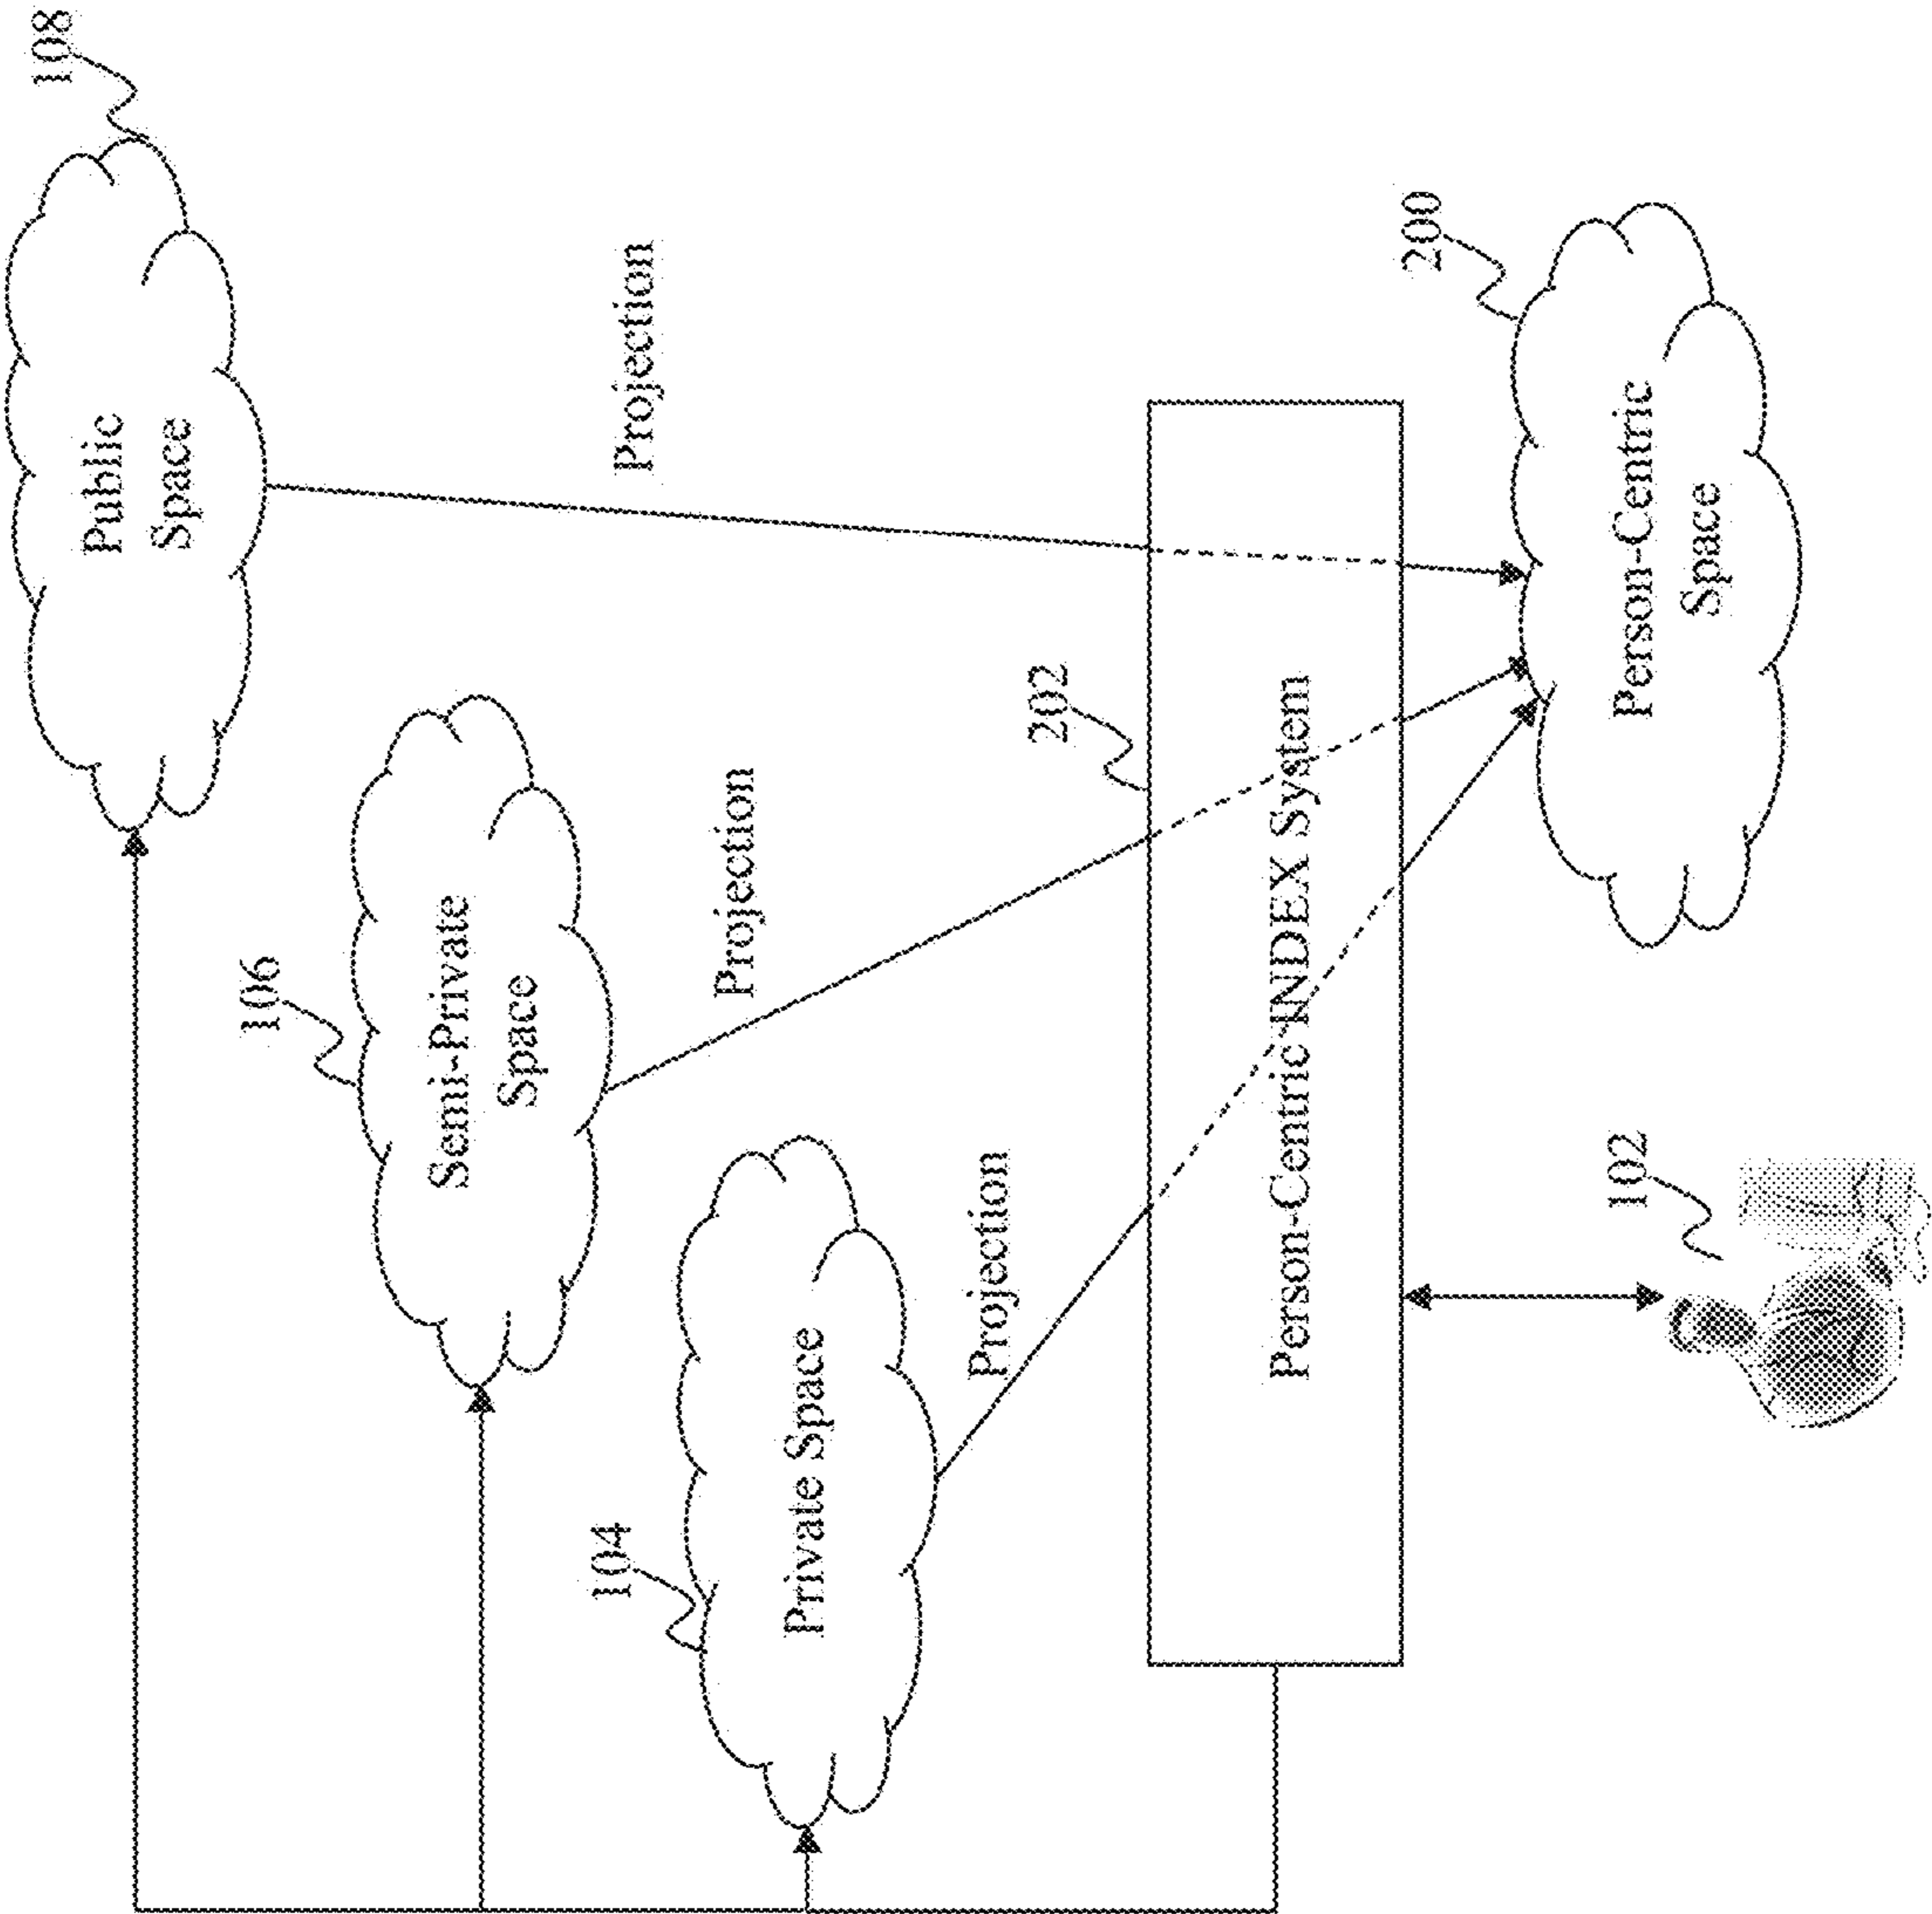 108
Public
Space
106
Semi-Private
Space
Projection
104
Private Space
Projection
Projection
202
Person-Centric INDEX System
200
Person-Centric
Space
102